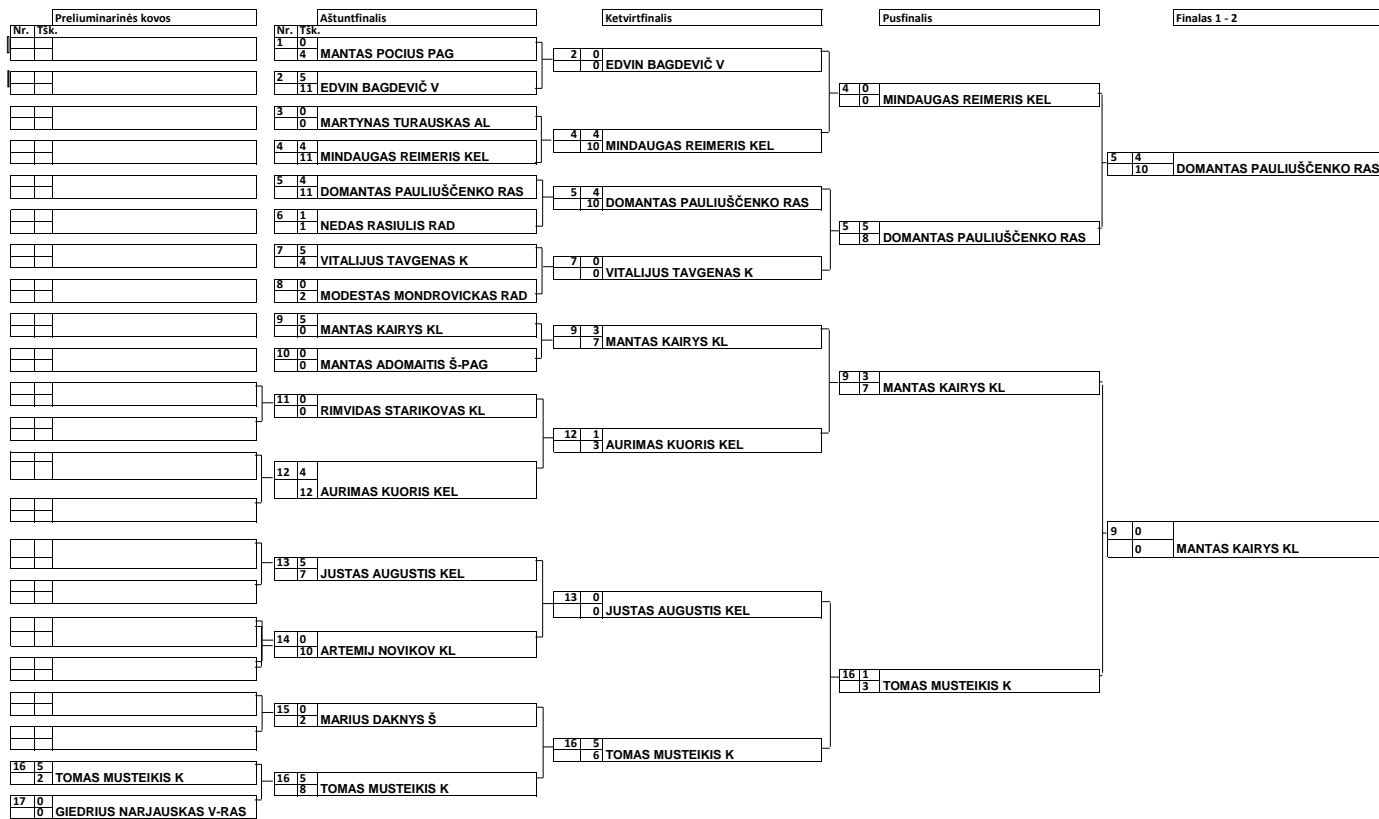 Preliuminarinės kovos
Nr. Tšk.
16 5
2 TOMAS MUSTEIKIS K
17 0
0 GIEDRIUS NARJAUSKAS V-RAS
Aštuntfinalis
Nr. Tšk.
1 0
4 MANTAS POCIUS PAG
2 5
11 EDVIN BAGDEVIČ V
3 0
0 MARTYNAS TURAUSKAS AL
4 4
11 MINDAUGAS REIMERIS KEL
5 4
11 DOMANTAS PAULIUŠČENKO RAS
6 1
1 NEDAS RASIULIS RAD
7 5
4 VITALIJUS TAVGENAS K
8 0
2 MODESTAS MONDROVICKAS RAD
9 5
0 MANTAS KAIRYS KL
10 0
0 MANTAS ADOMAITIS Š-PAG
11 0
0 RIMVIDAS STARIKOVAS KL
12 4
12 AURIMAS KUORIS KEL
13 5
7 JUSTAS AUGUSTIS KEL
14 0
10 ARTEMIJ NOVIKOV KL
15 0
2 MARIUS DAKNYS Š
16 5
8 TOMAS MUSTEIKIS K
Ketvirtfinalis
2 0
0 EDVIN BAGDEVIČ V
4 4
10 MINDAUGAS REIMERIS KEL
5 4
10 DOMANTAS PAULIUŠČENKO RAS
7 0
0 VITALIJUS TAVGENAS K
9 3
7 MANTAS KAIRYS KL
12 1
3 AURIMAS KUORIS KEL
13 0
0 JUSTAS AUGUSTIS KEL
16 5
6 TOMAS MUSTEIKIS K
Pusfinalis
4 0
0 MINDAUGAS REIMERIS KEL
5 5
8 DOMANTAS PAULIUŠČENKO RAS
9 3
7 MANTAS KAIRYS KL
16 1
3 TOMAS MUSTEIKIS K
Finalas 1 - 2
5 4
10 DOMANTAS PAULIUŠČENKO RAS
9 0
0 MANTAS KAIRYS KL